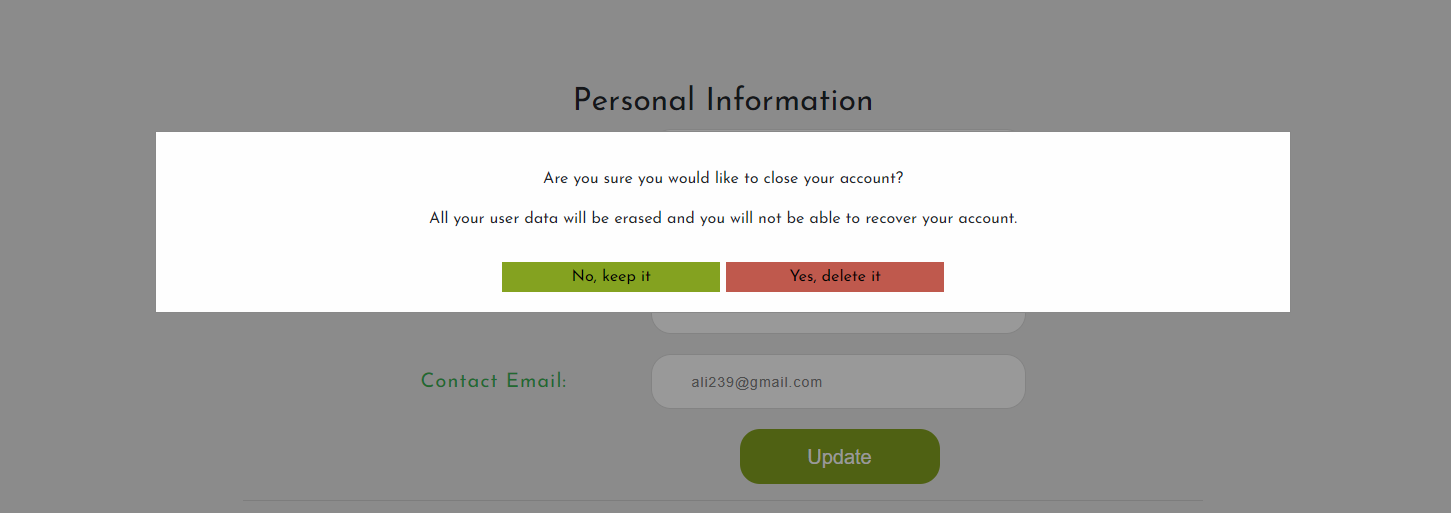 Personal Information
Are you sure you would like to close your account?
All your user data will be erased and you will not be able to recover your account.
No, keep it
Yes, delete it
Contact Email:
ali239@gmail.com
Update